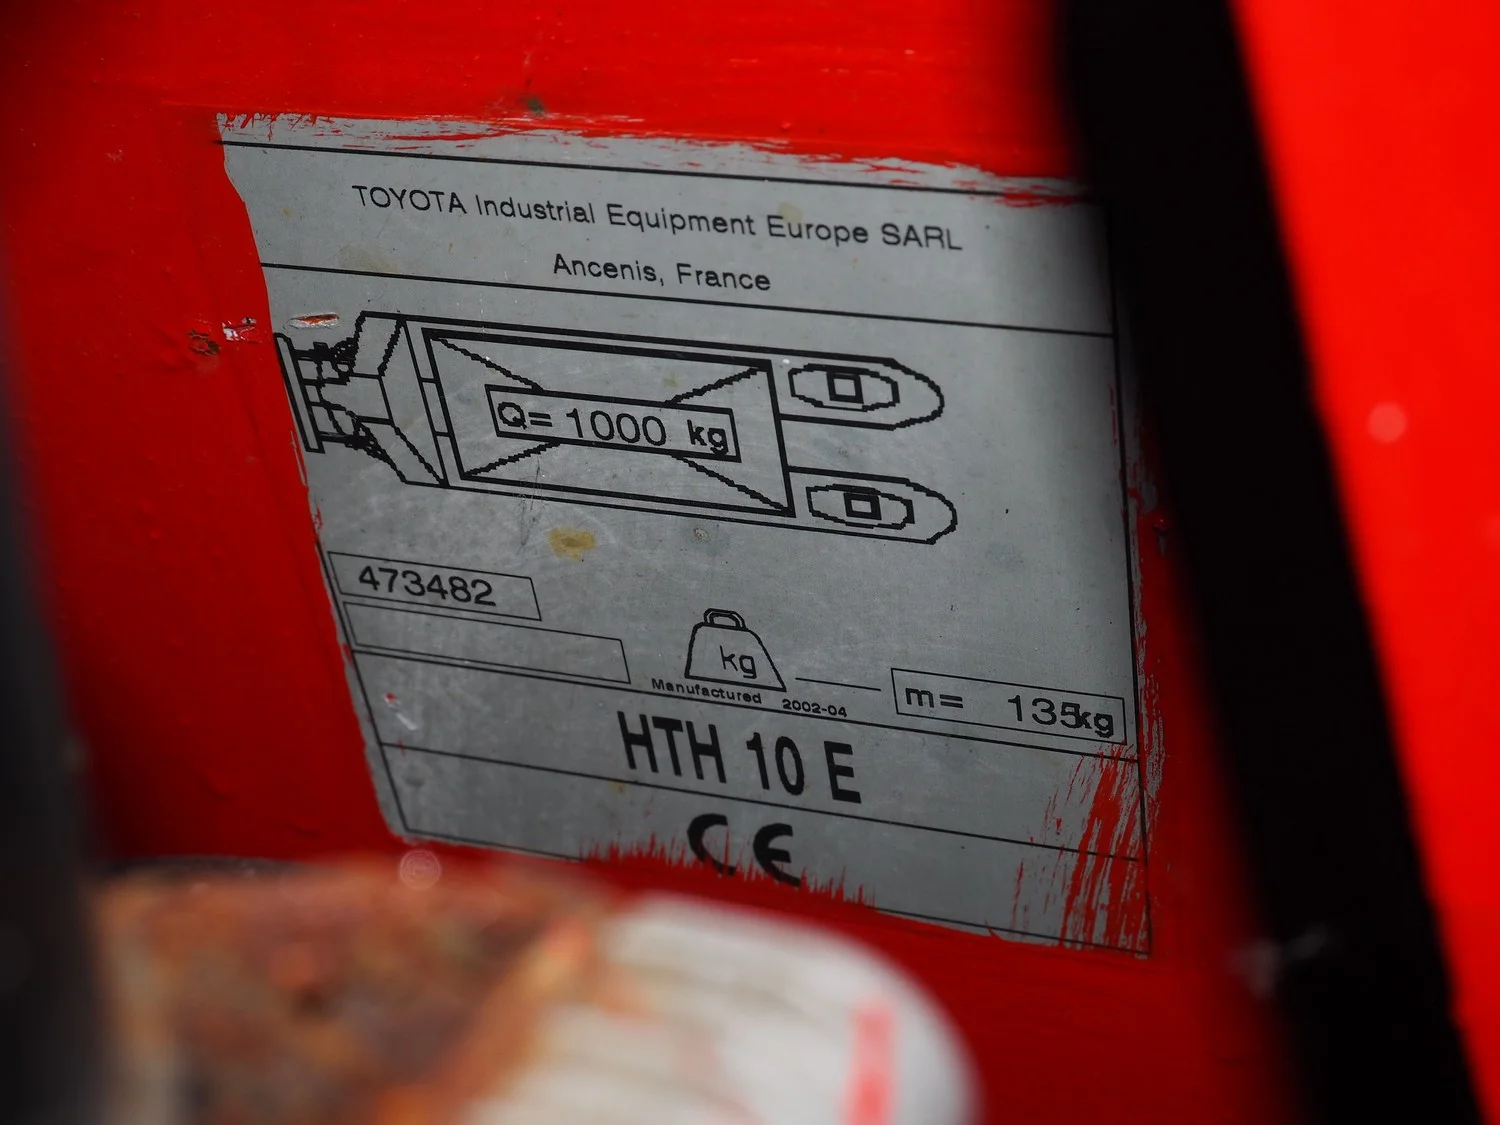 TOYOTA Industrial Equipment Europe SARL
Ancenis, France
Q= 1000 kg
473482
kg
m= 135kg
Manufactured 2002-04
HTH 10 E
CE